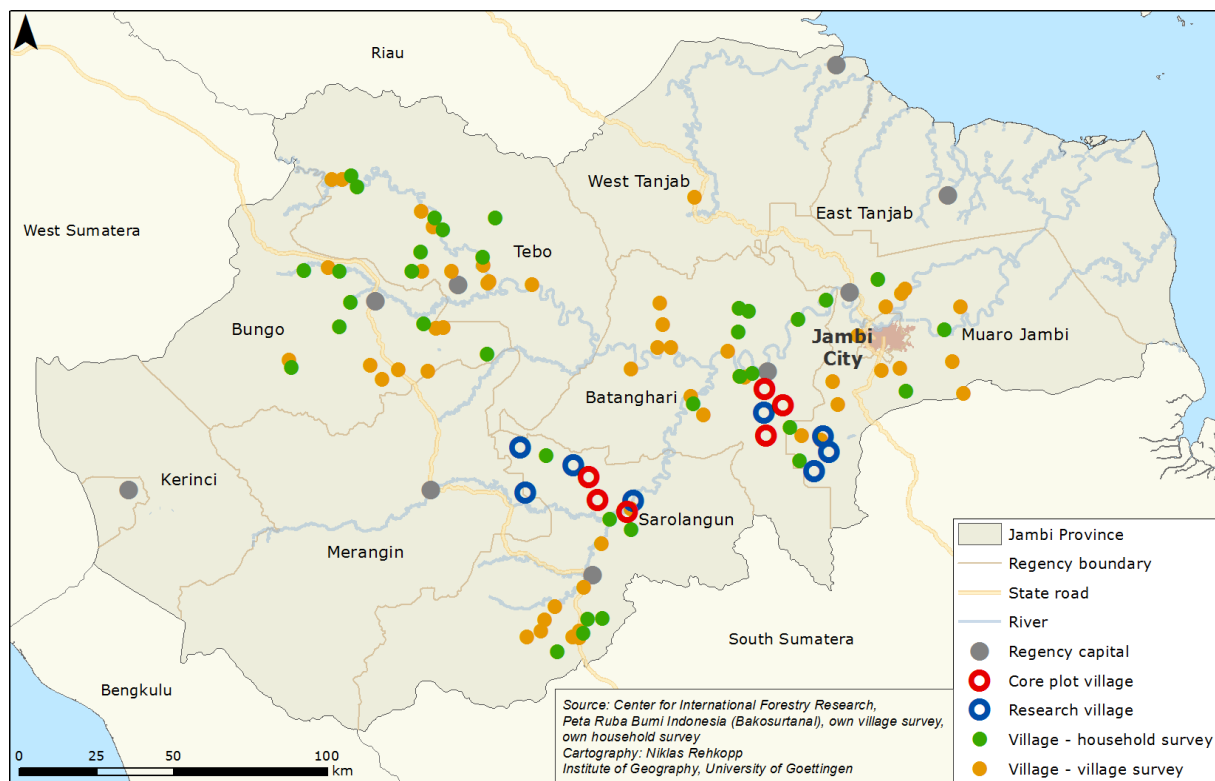 Riau
West Tanjab
East Tanjab
West Sumatera
Tebo
Bungo
Jambi
City
Muaro Jambi
Batanghari
Kerinci
Sarolangun
Merangin
South Sumatera
Bengkulu
Jambi Province
Regency boundary
State road
River
Regency capital
Core plot village
Research village
Village - household survey
Village - village survey
Source: Center for International Forestry Research,
Peta Ruba Bumi Indonesia (Bakosurtanal), own village survey,
own household survey
Cartography: Niklas Rehkopp
Institute of Geography, University of Goettingen
0 25 50 100
km